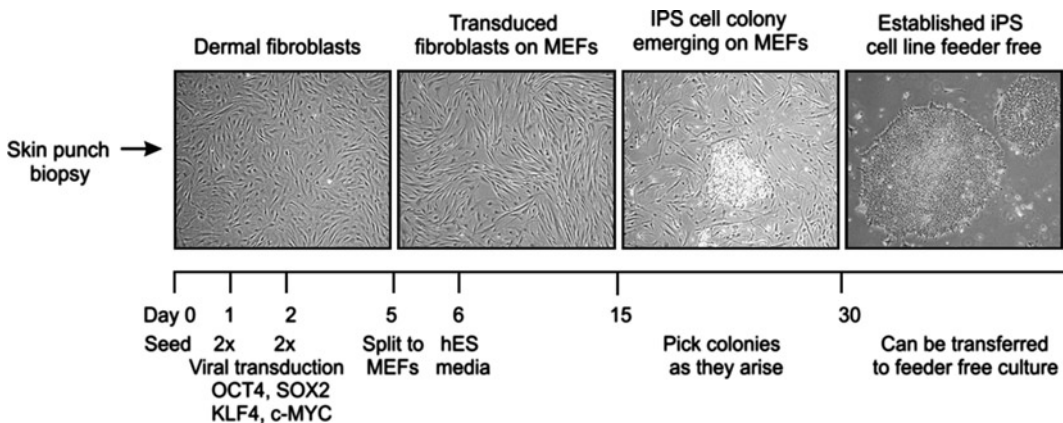 Dermal fibroblasts
Transduced
fibroblasts on MEFs
IPS cell colony
emerging on MEFs
Established iPS
cell line feeder free
Skin punch
biopsy
Day 0 1 2 5 6 15 30
Seed 2x 2x
Viral transduction
OCT4, SOX2
KLF4, c-MYC
Split to
MEFs
hES
media
Pick colonies
as they arise
Can be transferred
to feeder free culture